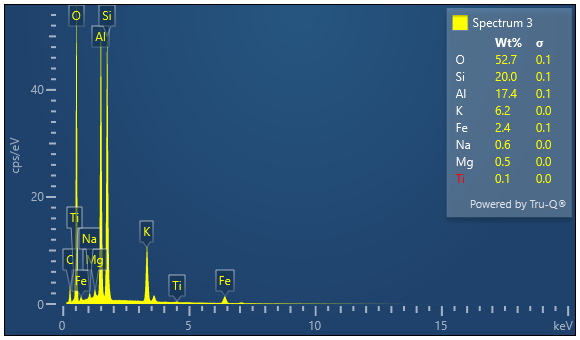 Spectrum 3
Wt% σ
O 52.7 0.1
Si 20.0 0.1
Al 17.4 0.1
K 6.2 0.0
Fe 2.4 0.1
Na 0.6 0.0
Mg 0.5 0.0
Ti 0.1 0.0
Powered by Tru-Q®
O Si
Al
Ti
Na
C Mg
Fe
K
Ti
Fe
cps/eV
40
20
0
0 5 10 15 keV